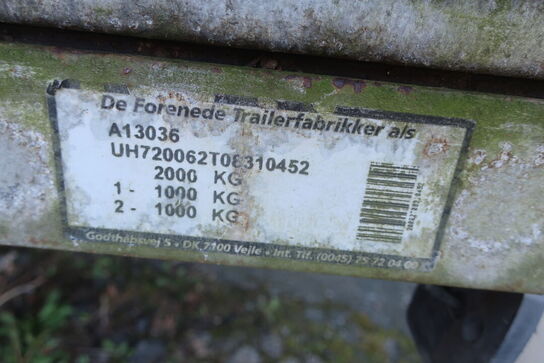 De Forenede Trailerfabrikker a/s
A13036
UH720062T08310452
2000 KG
1 - 1000 KG
2 - 1000 KG
Godthåbsvej 5 • DK 7100 Vejle • Int. Tlf. (0045) 75 72 04 00